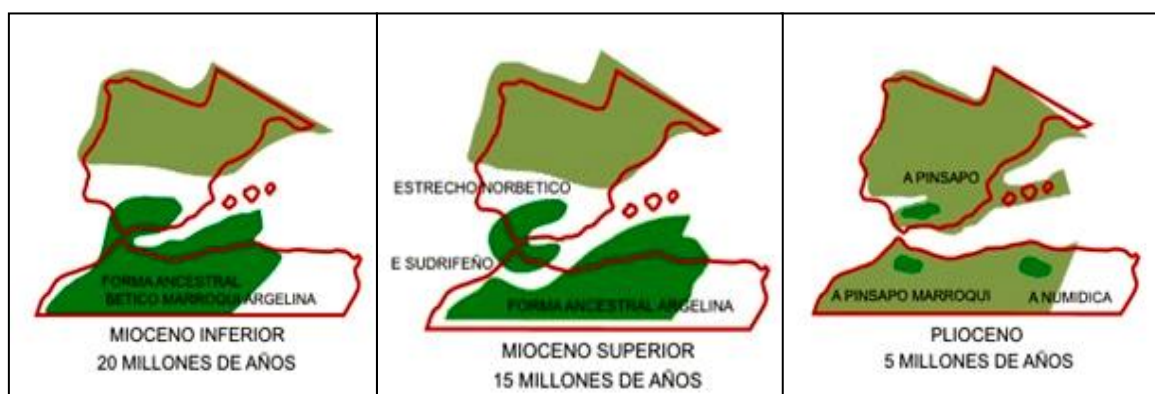 FORMA ANCESTRAL
BETICO MARROQUI ARGELINA
MIOCENO INFERIOR
20 MILLONES DE AÑOS
ESTRECHO NORBETICO
E SUDRIFEÑO
FORMA ANCESTRAL ARGELINA
MIOCENO SUPERIOR
15 MILLONES DE AÑOS
A PINSAPO
A PINSAPO MARROQUI
A NUMIDICA
PLIOCENO
5 MILLONES DE AÑOS